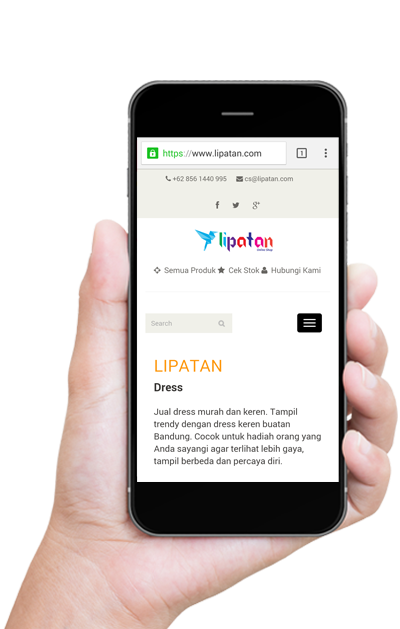 https://www.lipatan.com
1
+62 856 1440 995 cs@lipatan.com
lipatan
Semua Produk Cek Stok Hubungi Kami
Search
LIPATAN
Dress
Jual dress murah dan keren. Tampil
trendy dengan dress keren buatan
Bandung. Cocok untuk hadiah orang yang
Anda sayangi agar terlihat lebih gaya,
tampil berbeda dan percaya diri.